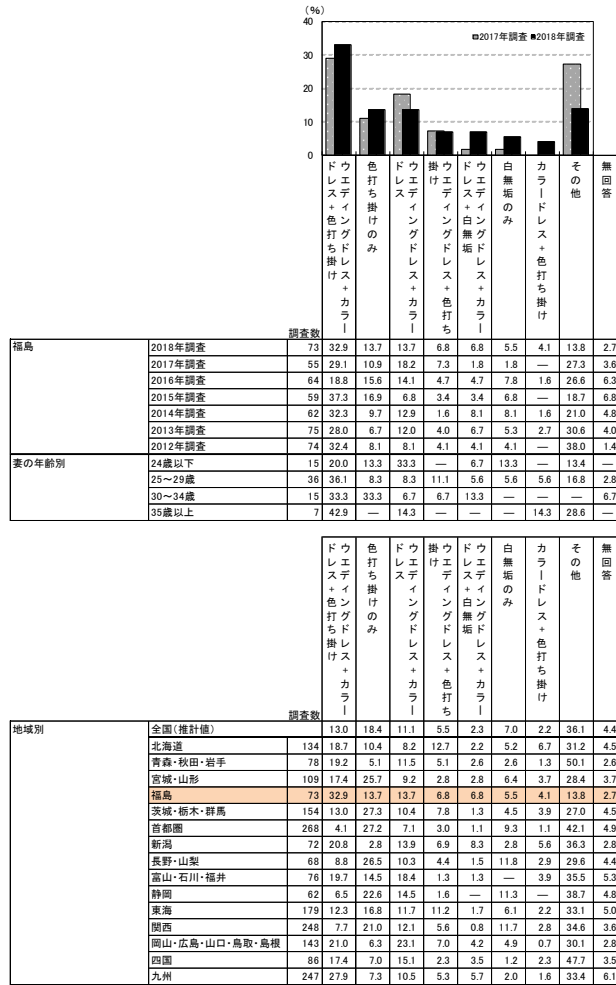 (%)
40
30
20
10
0
2017年調査 2018年調査
調査数 ウエディングドレス+カラードレス+色打ち掛け 色打ち掛けのみ ウエディングドレス+カラードレス ウエディングドレス+色打ち掛け ウエディングドレス+カラードレス+白無垢 白無垢のみ カラードレス+色打ち掛け その他 無回答
福島 2018年調査 73 32.9 13.7 13.7 6.8 6.8 5.5 4.1 13.8 2.7
2017年調査 55 29.1 10.9 18.2 7.3 1.8 1.8 — 27.3 3.6
2016年調査 64 18.8 15.6 14.1 4.7 4.7 7.8 1.6 26.6 6.3
2015年調査 59 37.3 16.9 6.8 3.4 3.4 6.8 — 18.7 6.8
2014年調査 62 32.3 9.7 12.9 1.6 8.1 8.1 1.6 21.0 4.8
2013年調査 75 28.0 6.7 12.0 4.0 6.7 5.3 2.7 30.6 4.0
2012年調査 74 32.4 8.1 8.1 4.1 4.1 4.1 — 38.0 1.4
妻の年齢別 24歳以下 15 20.0 13.3 33.3 — 6.7 13.3 — 13.4 —
25～29歳 36 36.1 8.3 8.3 11.1 5.6 5.6 5.6 16.8 2.8
30～34歳 15 33.3 33.3 6.7 6.7 13.3 — — — 6.7
35歳以上 7 42.9 — 14.3 — — — 14.3 28.6 —
調査数 ウエディングドレス+カラードレス+色打ち掛け 色打ち掛けのみ ウエディングドレス+カラードレス ウエディングドレス+色打ち掛け ウエディングドレス+カラードレス+白無垢 白無垢のみ カラードレス+色打ち掛け その他 無回答
地域別 全国(推計値) 13.0 18.4 11.1 5.5 2.3 7.0 2.2 36.1 4.4
北海道 134 18.7 10.4 8.2 12.7 2.2 5.2 6.7 31.2 4.5
青森・秋田・岩手 78 19.2 5.1 11.5 5.1 2.6 2.6 1.3 50.1 2.6
宮城・山形 109 17.4 25.7 9.2 2.8 2.8 6.4 3.7 28.4 3.7
福島 73 32.9 13.7 13.7 6.8 6.8 5.5 4.1 13.8 2.7
茨城・栃木・群馬 154 13.0 27.3 10.4 7.8 1.3 4.5 3.9 27.0 4.5
首都圏 268 4.1 27.2 7.1 3.0 1.1 9.3 1.1 42.1 4.9
新潟 72 20.8 2.8 13.9 6.9 8.3 2.8 5.6 36.3 2.8
長野・山梨 68 8.8 26.5 10.3 4.4 1.5 11.8 2.9 29.6 4.4
富山・石川・福井 76 19.7 14.5 18.4 1.3 1.3 — 3.9 35.5 5.3
静岡 62 6.5 22.6 14.5 1.6 — 11.3 — 38.7 4.8
東海 179 12.3 16.8 11.7 11.2 1.7 6.1 2.2 33.1 5.0
関西 248 7.7 21.0 12.1 5.6 0.8 11.7 2.8 34.6 3.6
岡山・広島・山口・鳥取・島根 143 21.0 6.3 23.1 7.0 4.2 4.9 0.7 30.1 2.8
四国 86 17.4 7.0 15.1 2.3 3.5 1.2 2.3 47.7 3.5
九州 247 27.9 7.3 10.5 5.3 5.7 2.0 1.6 33.4 6.1